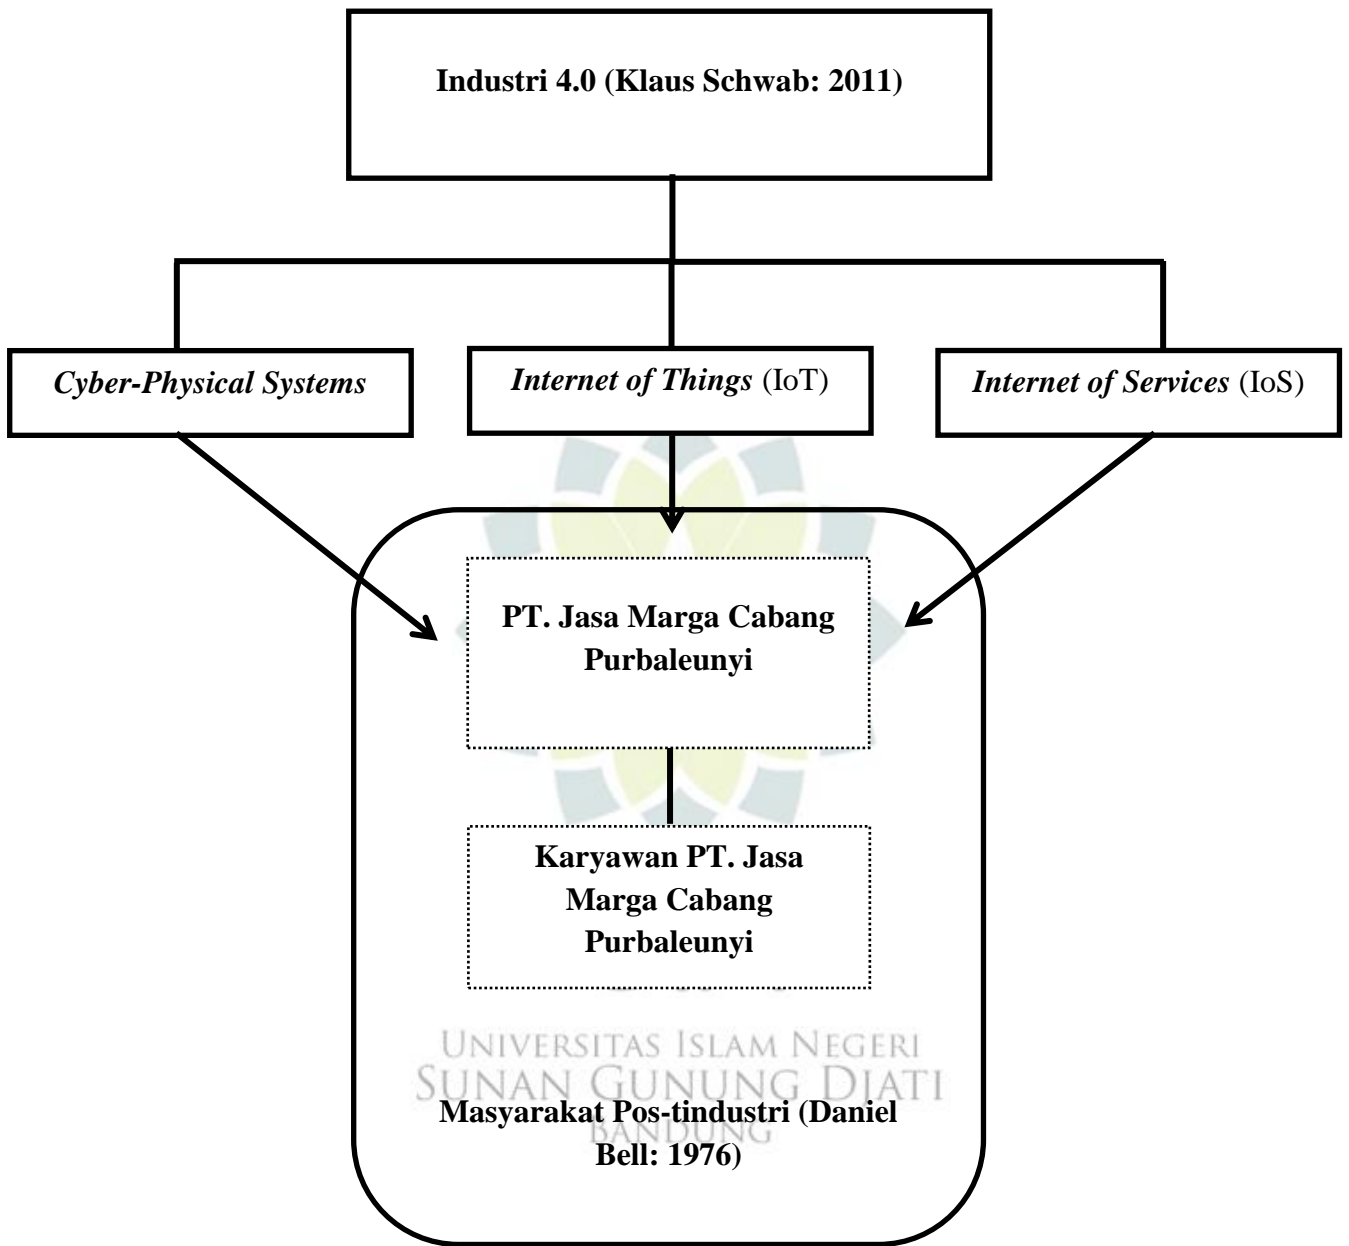 Industri 4.0 (Klaus Schwab: 2011)
Cyber-Physical Systems
Internet of Things (IoT)
Internet of Services (IoS)
PT. Jasa Marga Cabang
Purbaleunyi
Karyawan PT. Jasa
Marga Cabang
Purbaleunyi
UNIVERSITAS ISLAM NEGERI
SUNAN GUNUNG DJATI
Masyarakat Pos-tindustri (Daniel
BANDUNG
Bell: 1976)